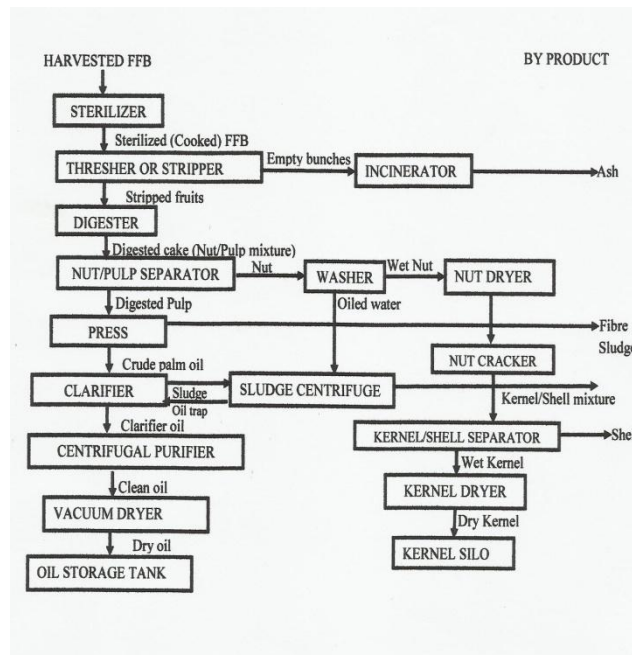 HARVESTED FFB
BY PRODUCT
STERILIZER
Sterilized (Cooked) FFB
THRESHER OR STRIPPER
Empty bunches
INCINERATOR
Ash
Stripped fruits
DIGESTER
Digested cake (Nut/Pulp mixture)
NUT/PULP SEPARATOR
Nut
WASHER
Wet Nut
NUT DRYER
Digested Pulp
Oiled water
PRESS
Fibre
Sludge
NUT CRACKER
Crude palm oil
CLARIFIER
Sludge
Oil trap
SLUDGE CENTRIFUGE
Kernel/Shell mixture
Clarifier oil
KERNEL/SHELL SEPARATOR
She
CENTRIFUGAL PURIFIER
Wet Kernel
Clean oil
KERNEL DRYER
VACUUM DRYER
Dry Kernel
Dry oil
KERNEL SILO
OIL STORAGE TANK